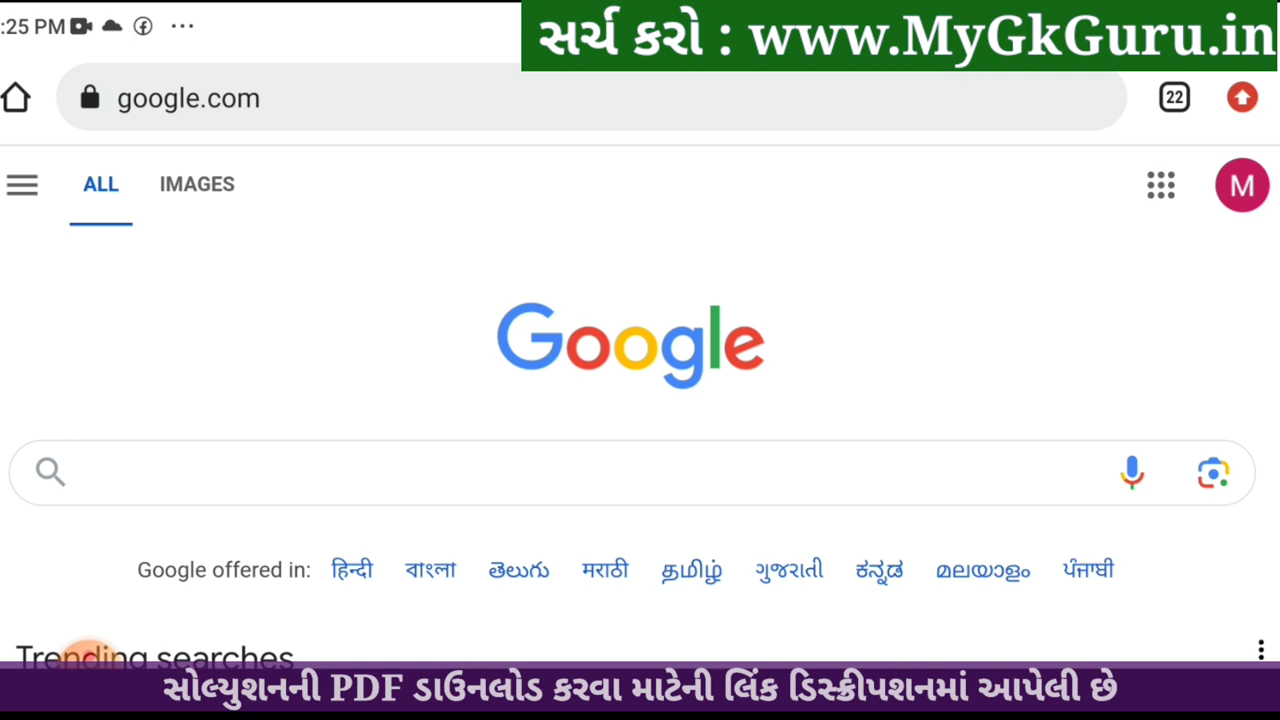 :25 PM ...
સર્ચ કરો : www.MyGkGuru.in
google.com
22
ALL IMAGES
M
Google
Google offered in: हिन्दी বাংলা తెలుగు मराठी தமிழ் ગુજરાતી ಕನ್ನಡ മലയാളം ਪੰਜਾਬੀ
Trending searches
સોલ્યુશનની PDF ડાઉનલોડ કરવા માટેની લિંક ડિસ્ક્રીપશનમાં આપેલી છે